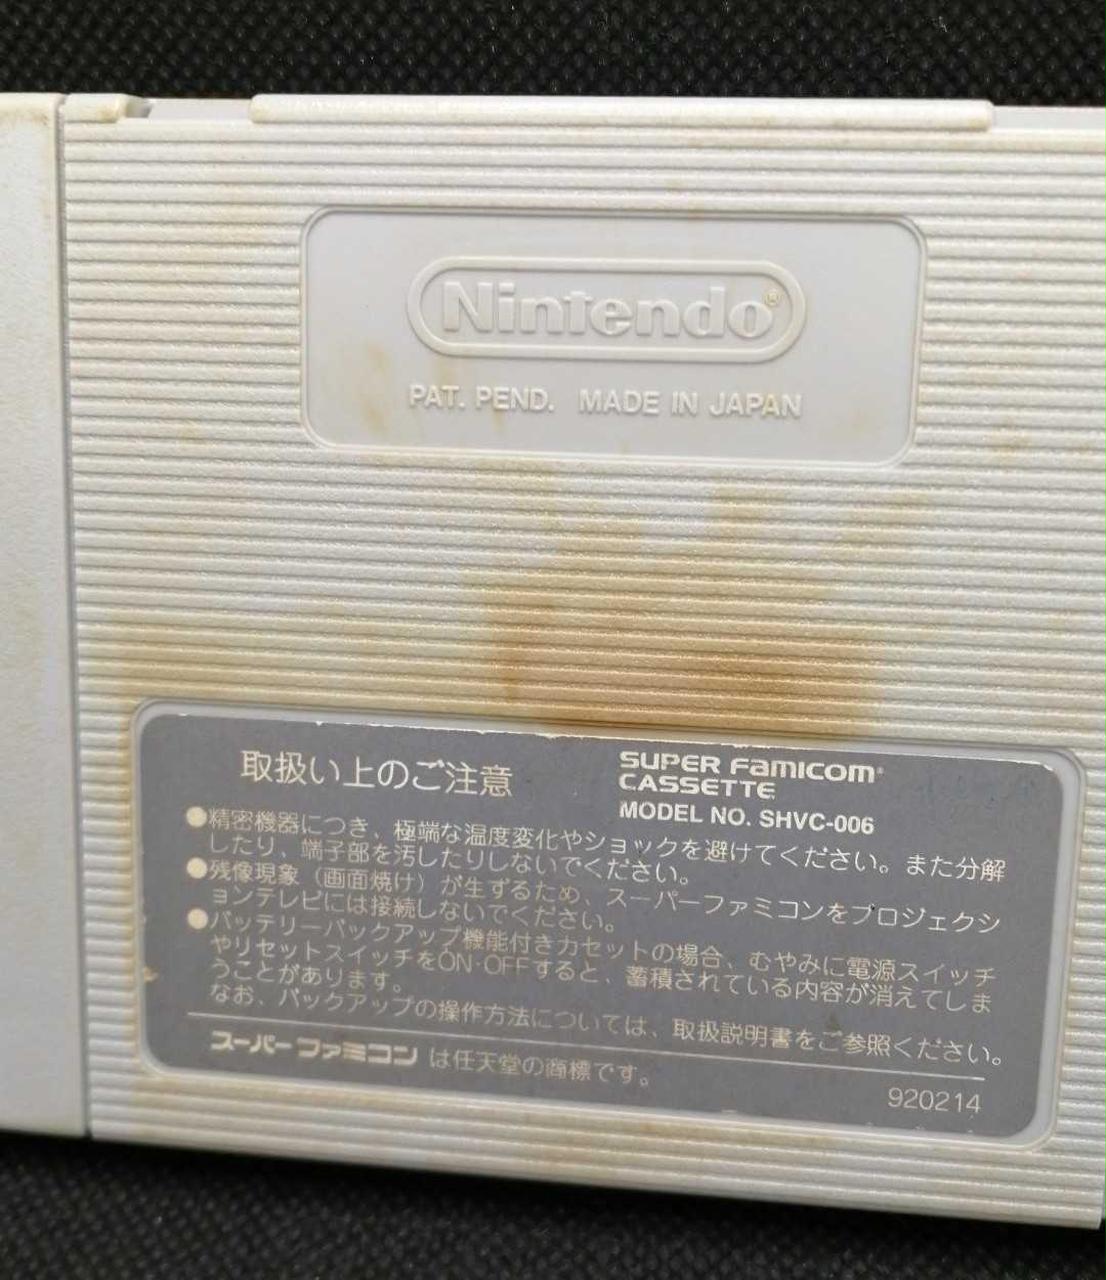 Nintendo®
PAT. PEND. MADE IN JAPAN
取扱い上のご注意
SUPER FAMICOM
CASSETTE
MODEL NO. SHVC-006
●精密機器につき、極端な温度変化やショックを避けてください。また分解
したり、端子部を汚したりしないでください。
●残像現象（画面焼け）が生ずるため、スーパーファミコンをプロジェクシ
ョンテレビには接続しないでください。
●バッテリーバックアップ機能付きカセットの場合、むやみに電源スイッチ
やリセットスイッチをON・OFFすると、蓄積されている内容が消えてしま
うことがあります。
なお、バックアップの操作方法については、取扱説明書をご参照ください。
スーパーファミコン は任天堂の商標です。
920214